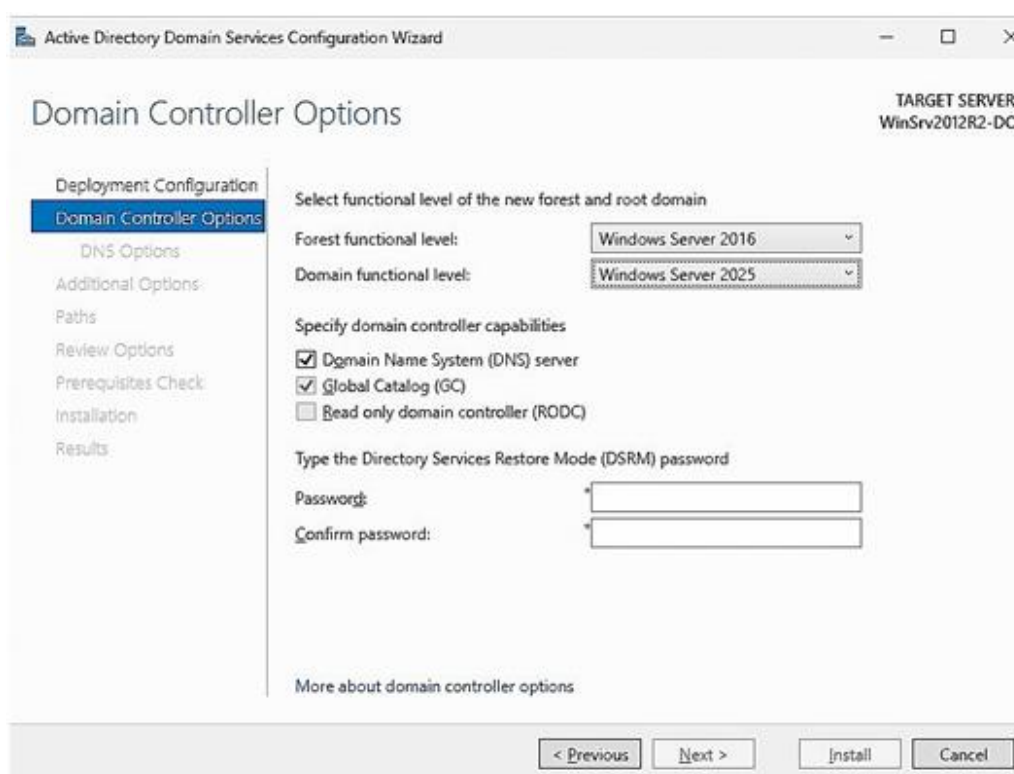 Active Directory Domain Services Configuration Wizard
Domain Controller Options
TARGET SERVER
WinSrv2012R2-DC
Deployment Configuration
Domain Controller Options
DNS Options
Additional Options
Paths
Review Options
Prerequisites Check
Installation
Results
Select functional level of the new forest and root domain
Forest functional level: Windows Server 2016
Domain functional level: Windows Server 2025
Specify domain controller capabilities
Domain Name System (DNS) server
Global Catalog (GC)
Read only domain controller (RODC)
Type the Directory Services Restore Mode (DSRM) password
Password: *
Confirm password: *
More about domain controller options
< Previous Next > Install Cancel